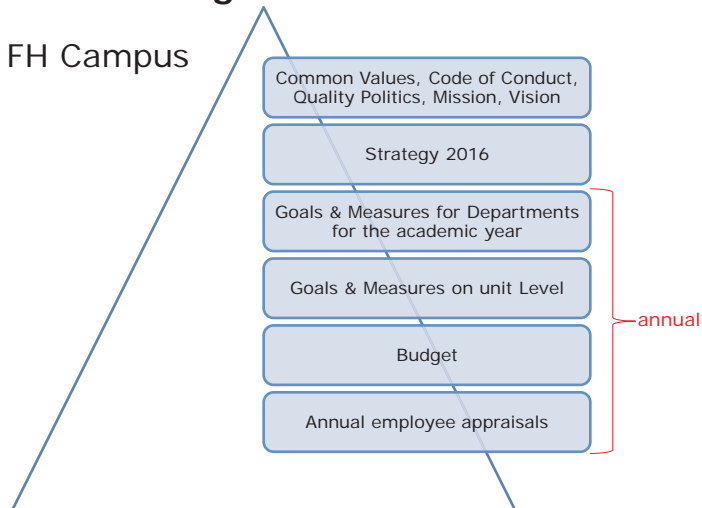 FH Campus
Common Values, Code of Conduct,
Quality Politics, Mission, Vision
Strategy 2016
Goals & Measures for Departments
for the academic year
Goals & Measures on unit Level
Budget
Annual employee appraisals
annual